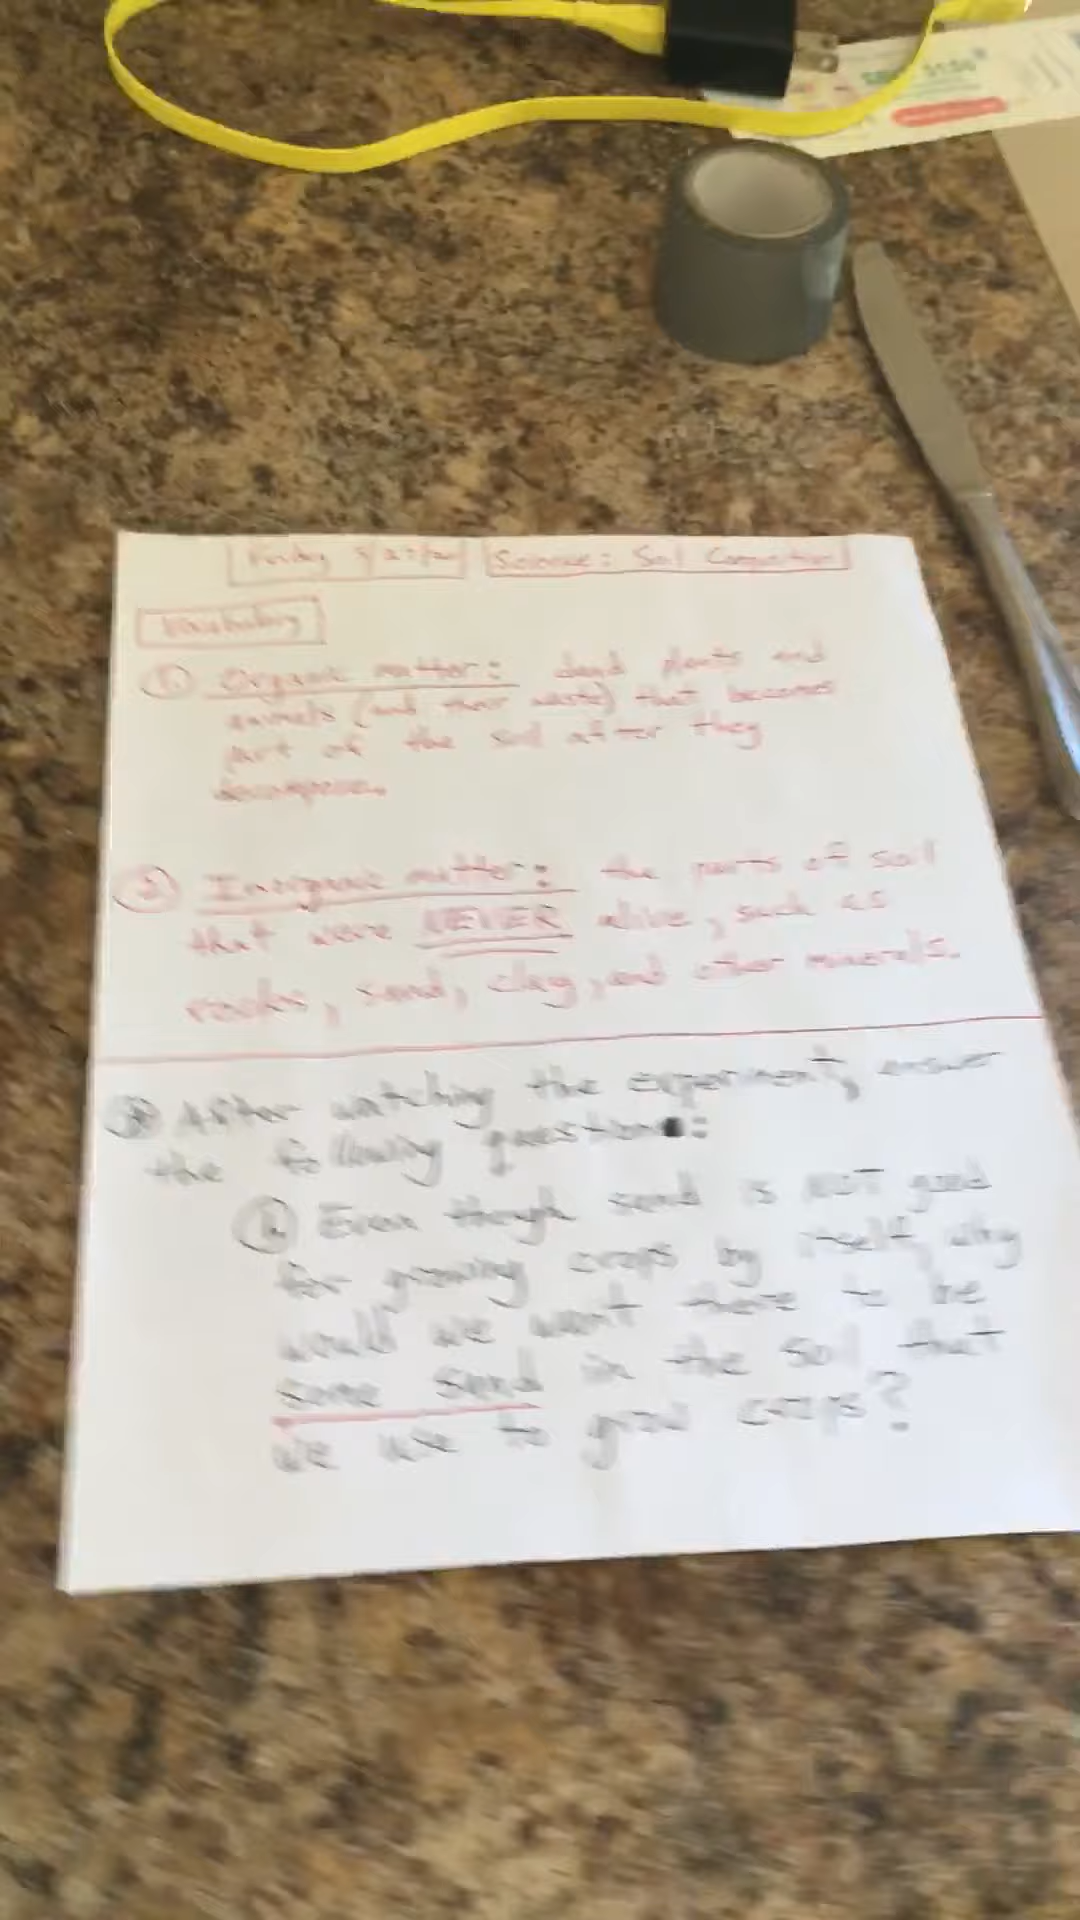 Friday Science: Soil Composition
Vocabulary
① Organic matter: dead plants and
animals (and their waste) that becomes
part of the soil after they
decompose.
② Inorganic matter: the parts of soil
that were NEVER alive, such as
rocks, sand, clay, and other minerals.
After watching the experiment, answer
the following question:
① Even though sand is NOT good
for growing crops by itself, why
would we want there to be
some sand in the soil that
we use to grow crops?